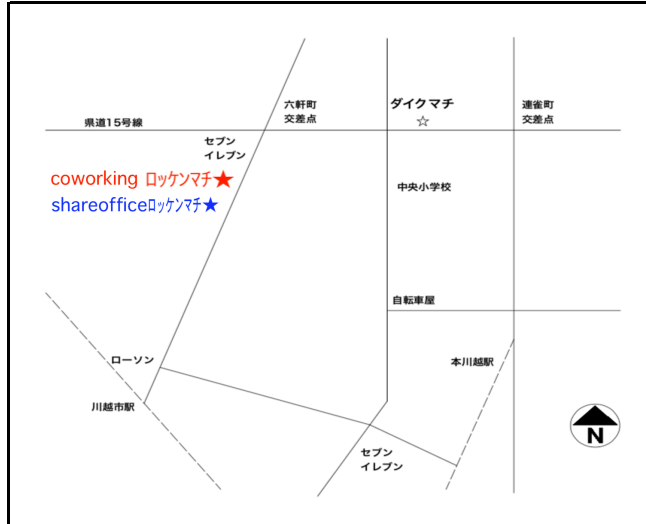 六軒町
交差点
ダイクマチ
☆
連雀町
交差点
県道15号線
セブン
イレブン
coworking ロッケンマチ★
shareofficeロッケンマチ★
中央小学校
自転車屋
ローソン
本川越駅
川越市駅
セブン
イレブン
N